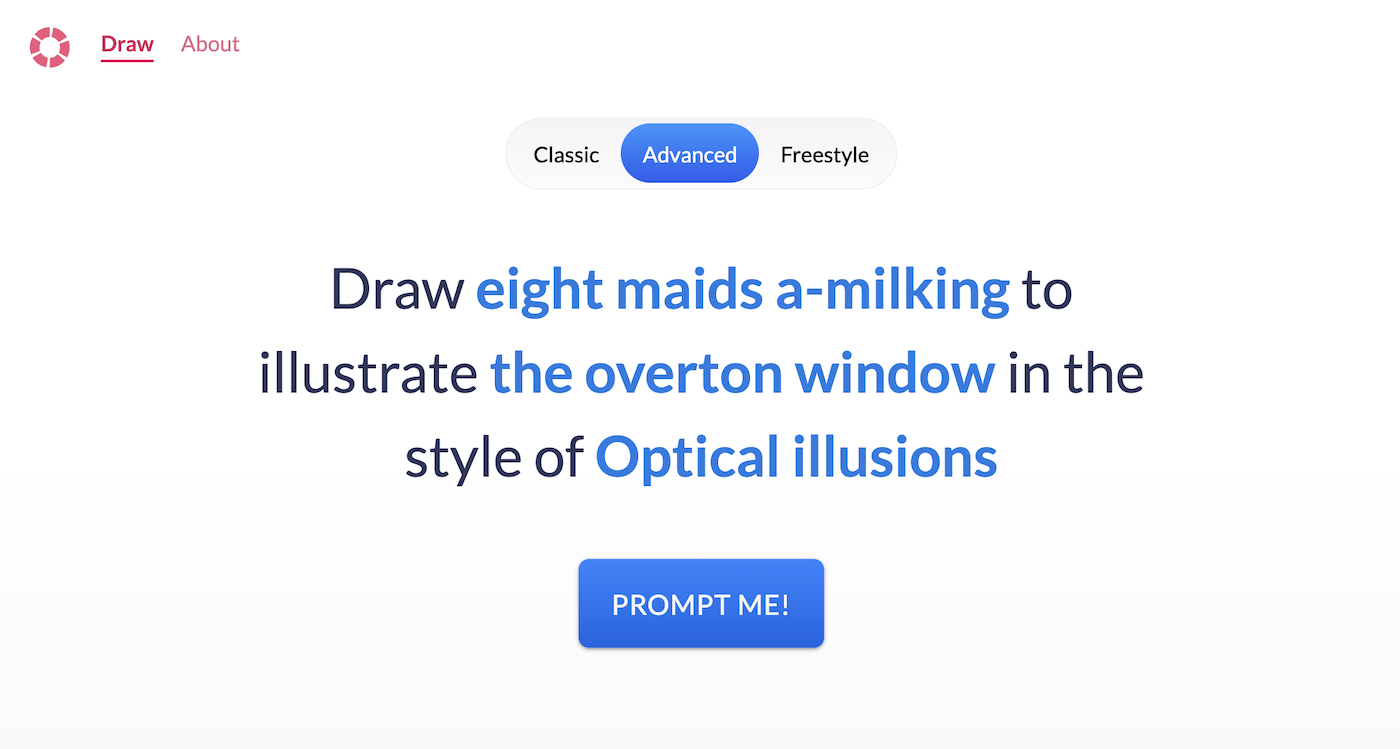 Draw About
Classic Advanced Freestyle
Draw eight maids a-milking to
illustrate the overton window in the
style of Optical illusions
PROMPT ME!